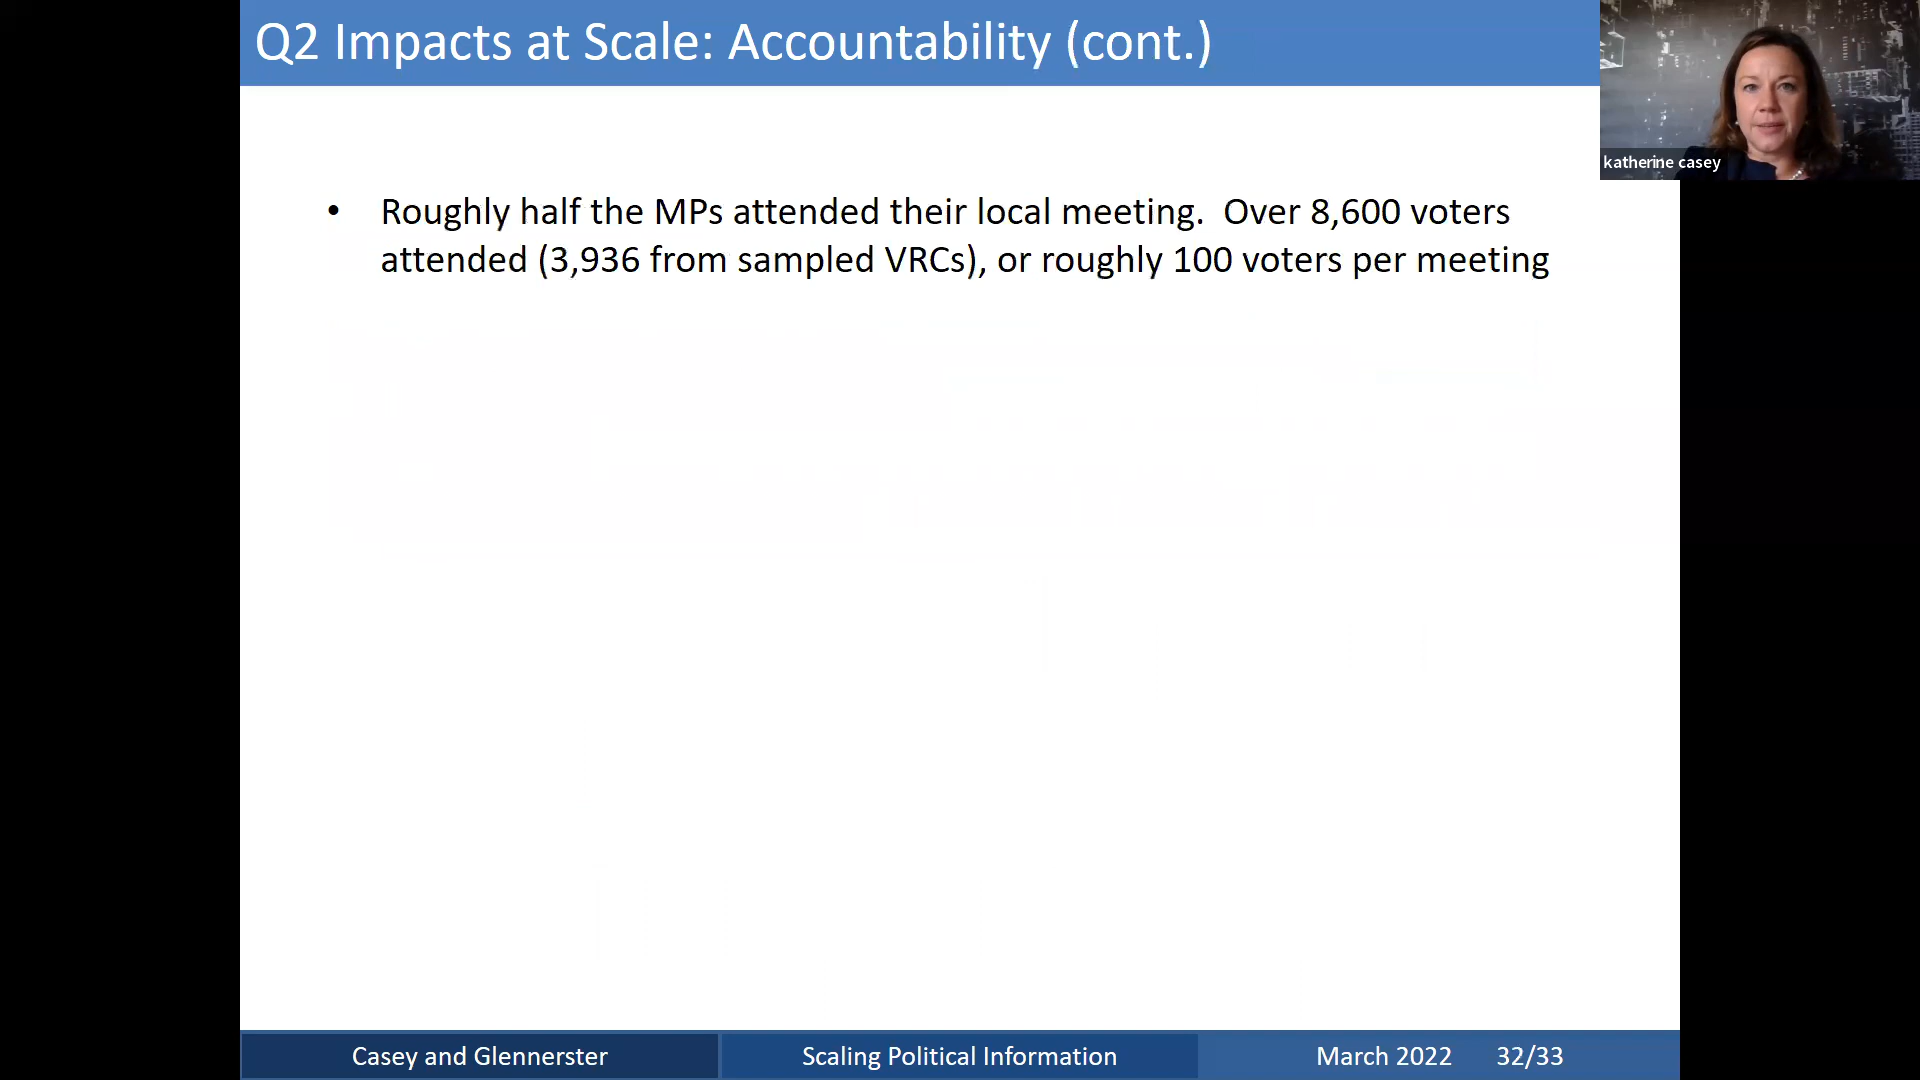 Q2 Impacts at Scale: Accountability (cont.)
katherine casey
• Roughly half the MPs attended their local meeting.  Over 8,600 voters
attended (3,936 from sampled VRCs), or roughly 100 voters per meeting
Casey and Glennerster
Scaling Political Information
March 2022 32/33